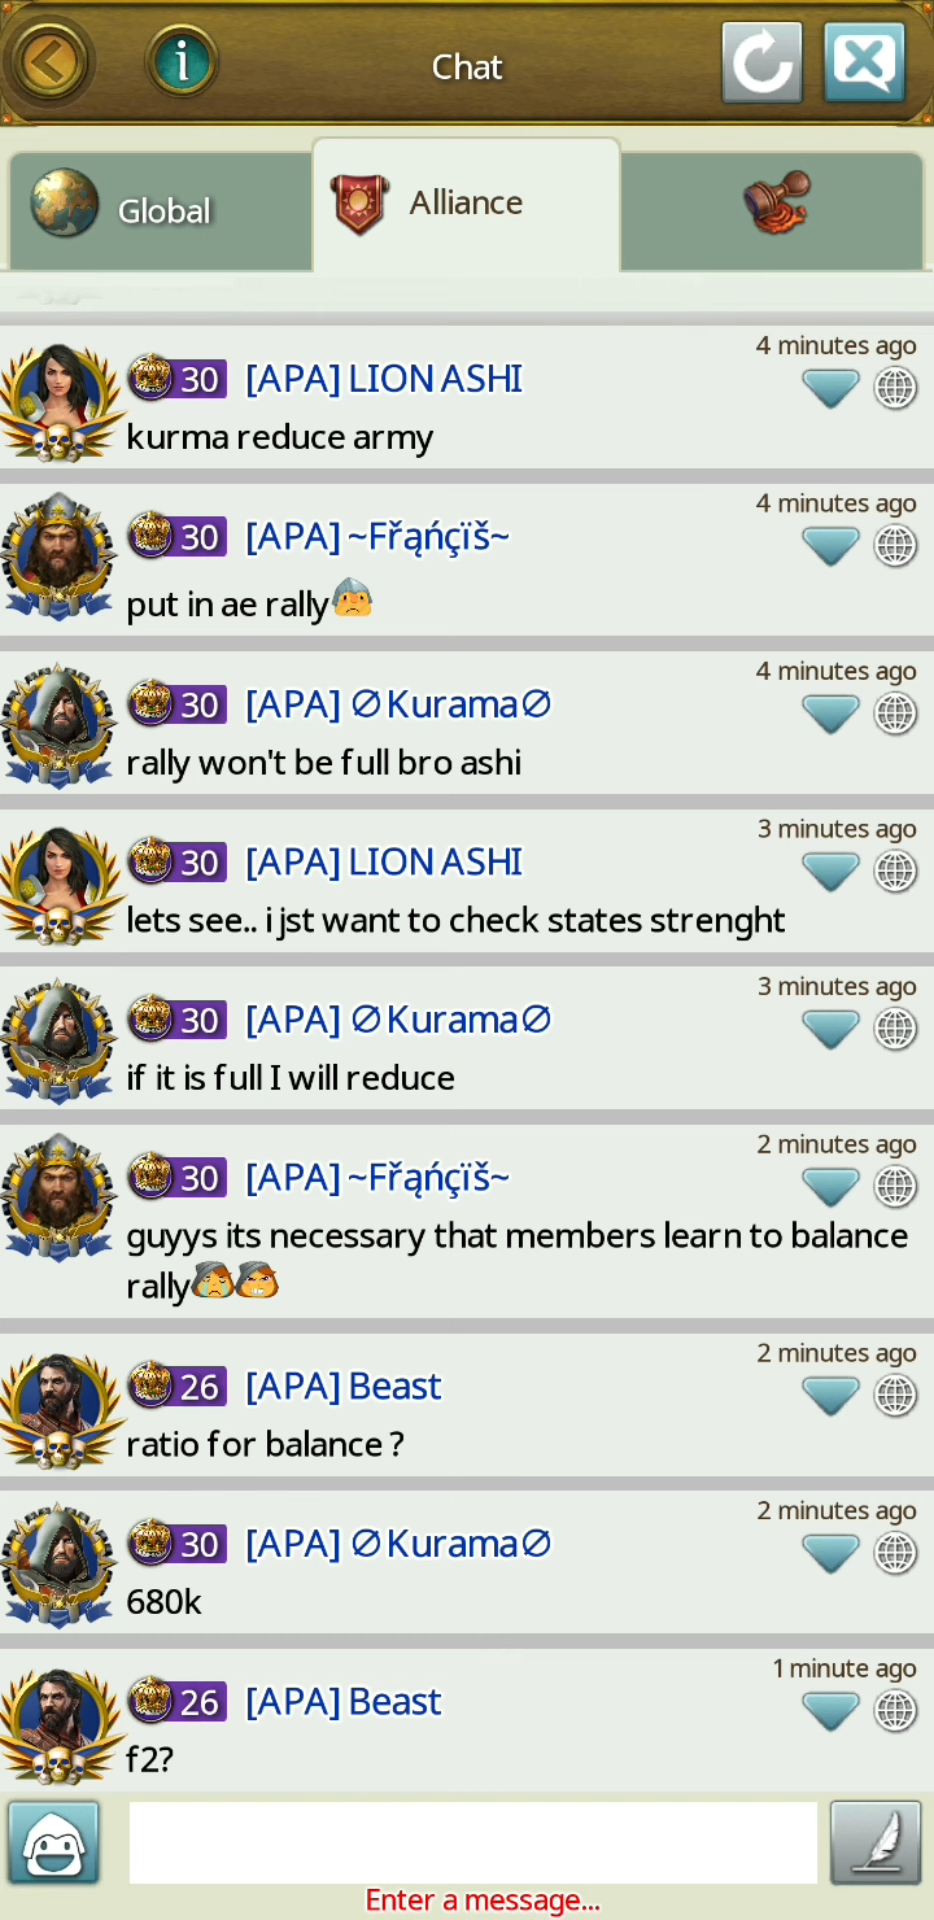 i
Chat
Global
Alliance
4 minutes ago
30 [APA] LION ASHI
kurma reduce army
4 minutes ago
30 [APA] ~Fřąńçïš~
put in ae rally
4 minutes ago
30 [APA] ∅Kurama∅
rally won't be full bro ashi
3 minutes ago
30 [APA] LION ASHI
lets see.. i jst want to check states strenght
3 minutes ago
30 [APA] ∅Kurama∅
if it is full I will reduce
2 minutes ago
30 [APA] ~Fřąńçïš~
guyys its necessary that members learn to balance
rally
2 minutes ago
26 [APA] Beast
ratio for balance ?
2 minutes ago
30 [APA] ∅Kurama∅
680k
1 minute ago
26 [APA] Beast
f2?
Enter a message...